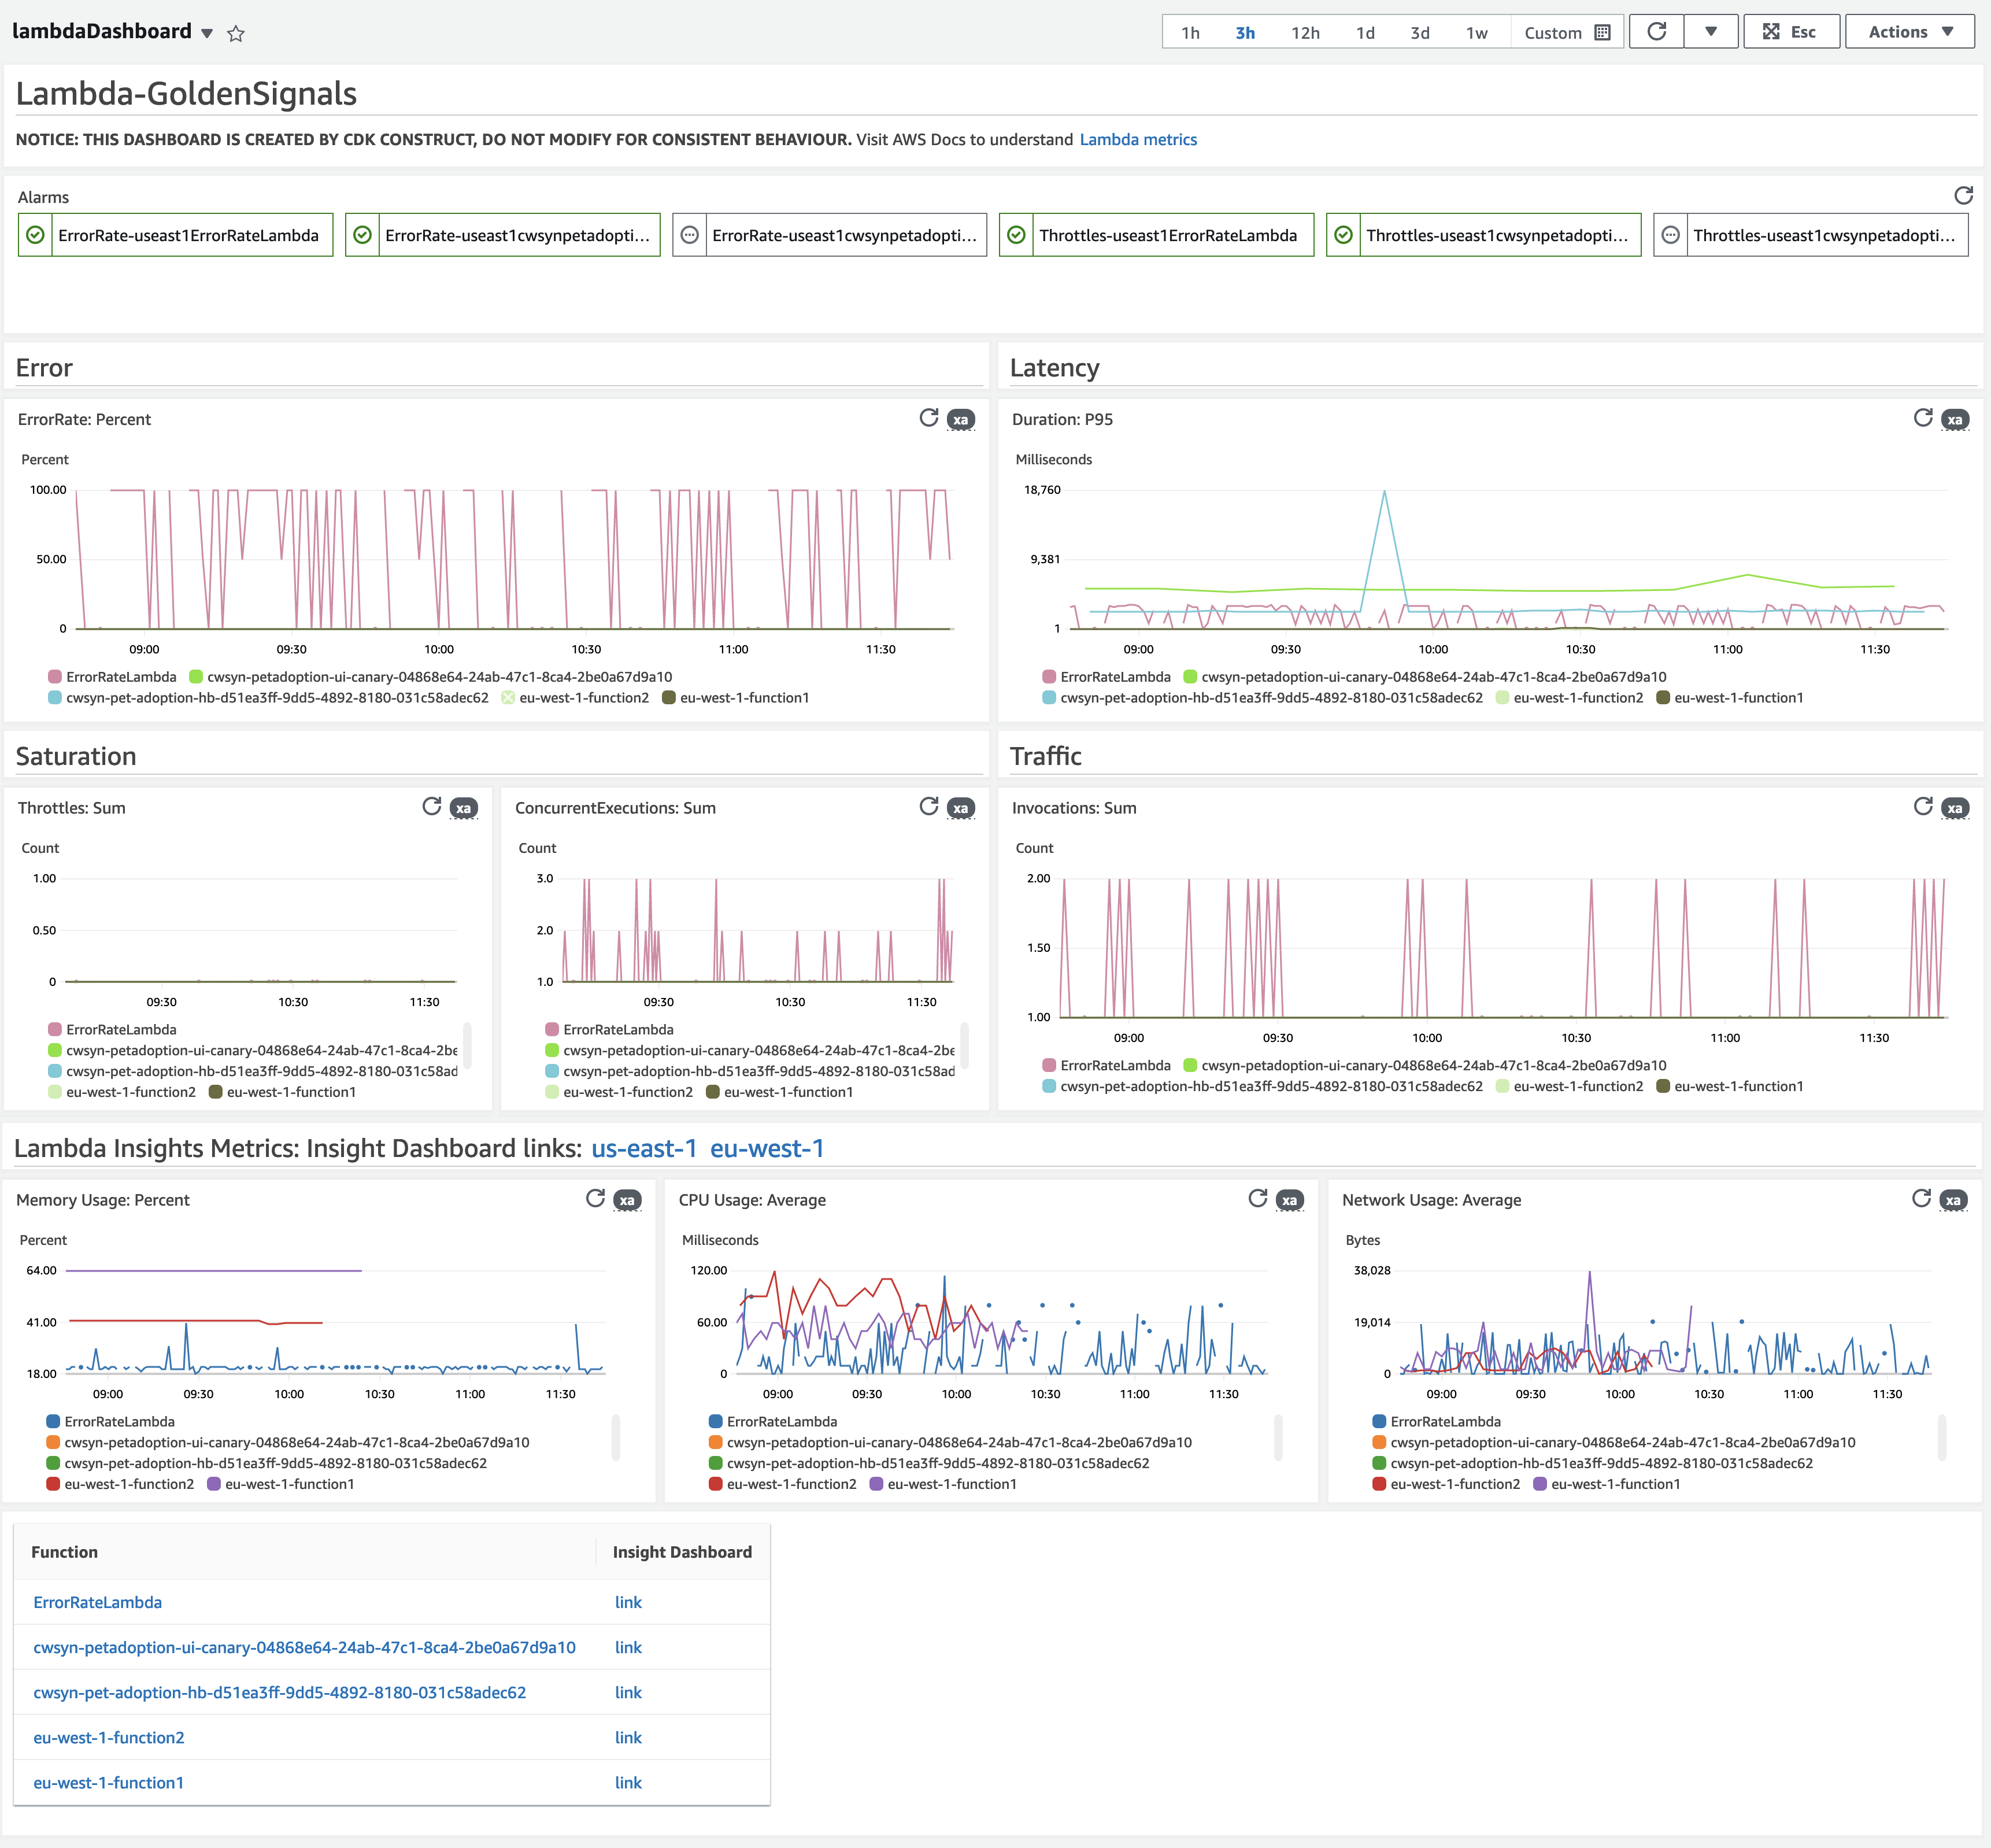 lambdaDashboard
1h 3h 12h 1d 3d 1w Custom Esc Actions
Lambda-GoldenSignals
NOTICE: THIS DASHBOARD IS CREATED BY CDK CONSTRUCT, DO NOT MODIFY FOR CONSISTENT BEHAVIOUR. Visit AWS Docs to understand Lambda metrics
Alarms
ErrorRate-useast1ErrorRateLambda
ErrorRate-useast1cwsynpetadopti...
ErrorRate-useast1cwsynpetadopti...
Throttles-useast1ErrorRateLambda
Throttles-useast1cwsynpetadopti...
Throttles-useast1cwsynpetadopti...
Error
ErrorRate: Percent
xa
Percent
100.00
50.00
0
09:00 09:30 10:00 10:30 11:00 11:30
ErrorRateLambda cwsyn-petadoption-ui-canary-04868e64-24ab-47c1-8ca4-2be0a67d9a10
cwsyn-pet-adoption-hb-d51ea3ff-9dd5-4892-8180-031c58adec62 eu-west-1-function2 eu-west-1-function1
Latency
Duration: P95
xa
Milliseconds
18,760
9,381
1
09:00 09:30 10:00 10:30 11:00 11:30
ErrorRateLambda cwsyn-petadoption-ui-canary-04868e64-24ab-47c1-8ca4-2be0a67d9a10
cwsyn-pet-adoption-hb-d51ea3ff-9dd5-4892-8180-031c58adec62 eu-west-1-function2 eu-west-1-function1
Saturation
Throttles: Sum
xa
Count
1.00
0.50
0
09:30 10:30 11:30
ErrorRateLambda
cwsyn-petadoption-ui-canary-04868e64-24ab-47c1-8ca4-2be
cwsyn-pet-adoption-hb-d51ea3ff-9dd5-4892-8180-031c58ad
eu-west-1-function2 eu-west-1-function1
ConcurrentExecutions: Sum
xa
Count
3.0
2.0
1.0
09:30 10:30 11:30
ErrorRateLambda
cwsyn-petadoption-ui-canary-04868e64-24ab-47c1-8ca4-2be
cwsyn-pet-adoption-hb-d51ea3ff-9dd5-4892-8180-031c58ad
eu-west-1-function2 eu-west-1-function1
Traffic
Invocations: Sum
xa
Count
2.00
1.50
1.00
09:00 09:30 10:00 10:30 11:00 11:30
ErrorRateLambda cwsyn-petadoption-ui-canary-04868e64-24ab-47c1-8ca4-2be0a67d9a10
cwsyn-pet-adoption-hb-d51ea3ff-9dd5-4892-8180-031c58adec62 eu-west-1-function2 eu-west-1-function1
Lambda Insights Metrics: Insight Dashboard links: us-east-1 eu-west-1
Memory Usage: Percent
xa
Percent
64.00
41.00
18.00
09:00 09:30 10:00 10:30 11:00 11:30
ErrorRateLambda
cwsyn-petadoption-ui-canary-04868e64-24ab-47c1-8ca4-2be0a67d9a10
cwsyn-pet-adoption-hb-d51ea3ff-9dd5-4892-8180-031c58adec62
eu-west-1-function2 eu-west-1-function1
CPU Usage: Average
xa
Milliseconds
120.00
60.00
0
09:00 09:30 10:00 10:30 11:00 11:30
ErrorRateLambda
cwsyn-petadoption-ui-canary-04868e64-24ab-47c1-8ca4-2be0a67d9a10
cwsyn-pet-adoption-hb-d51ea3ff-9dd5-4892-8180-031c58adec62
eu-west-1-function2 eu-west-1-function1
Network Usage: Average
xa
Bytes
38,028
19,014
0
09:00 09:30 10:00 10:30 11:00 11:30
ErrorRateLambda
cwsyn-petadoption-ui-canary-04868e64-24ab-47c1-8ca4-2be0a67d9a10
cwsyn-pet-adoption-hb-d51ea3ff-9dd5-4892-8180-031c58adec62
eu-west-1-function2 eu-west-1-function1
Function Insight Dashboard
ErrorRateLambda link
cwsyn-petadoption-ui-canary-04868e64-24ab-47c1-8ca4-2be0a67d9a10 link
cwsyn-pet-adoption-hb-d51ea3ff-9dd5-4892-8180-031c58adec62 link
eu-west-1-function2 link
eu-west-1-function1 link